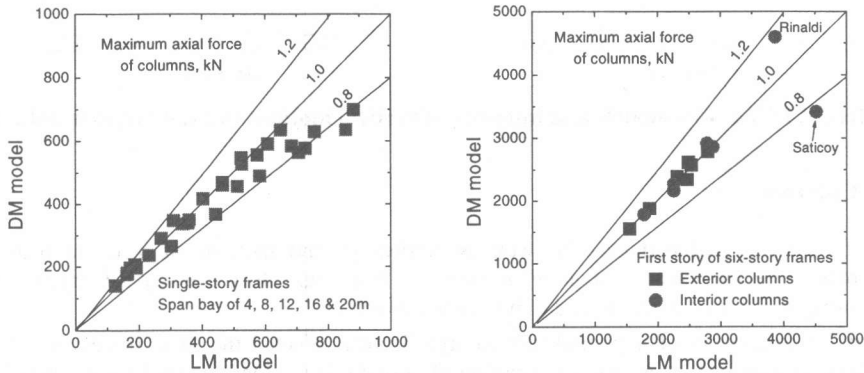 1000
800
600
400
200
0
DM model
Maximum axial force
of columns, kN
1.2
1.0
0.8
Single-story frames
Span bay of 4, 8, 12, 16 & 20m
0 200 400 600 800 1000
LM model
5000
4000
3000
2000
1000
0
DM model
Maximum axial force
of columns, kN
1.2
Rinaldi
1.0
0.8
Saticoy
First story of six-story frames
Exterior columns
Interior columns
0 1000 2000 3000 4000 5000
LM model